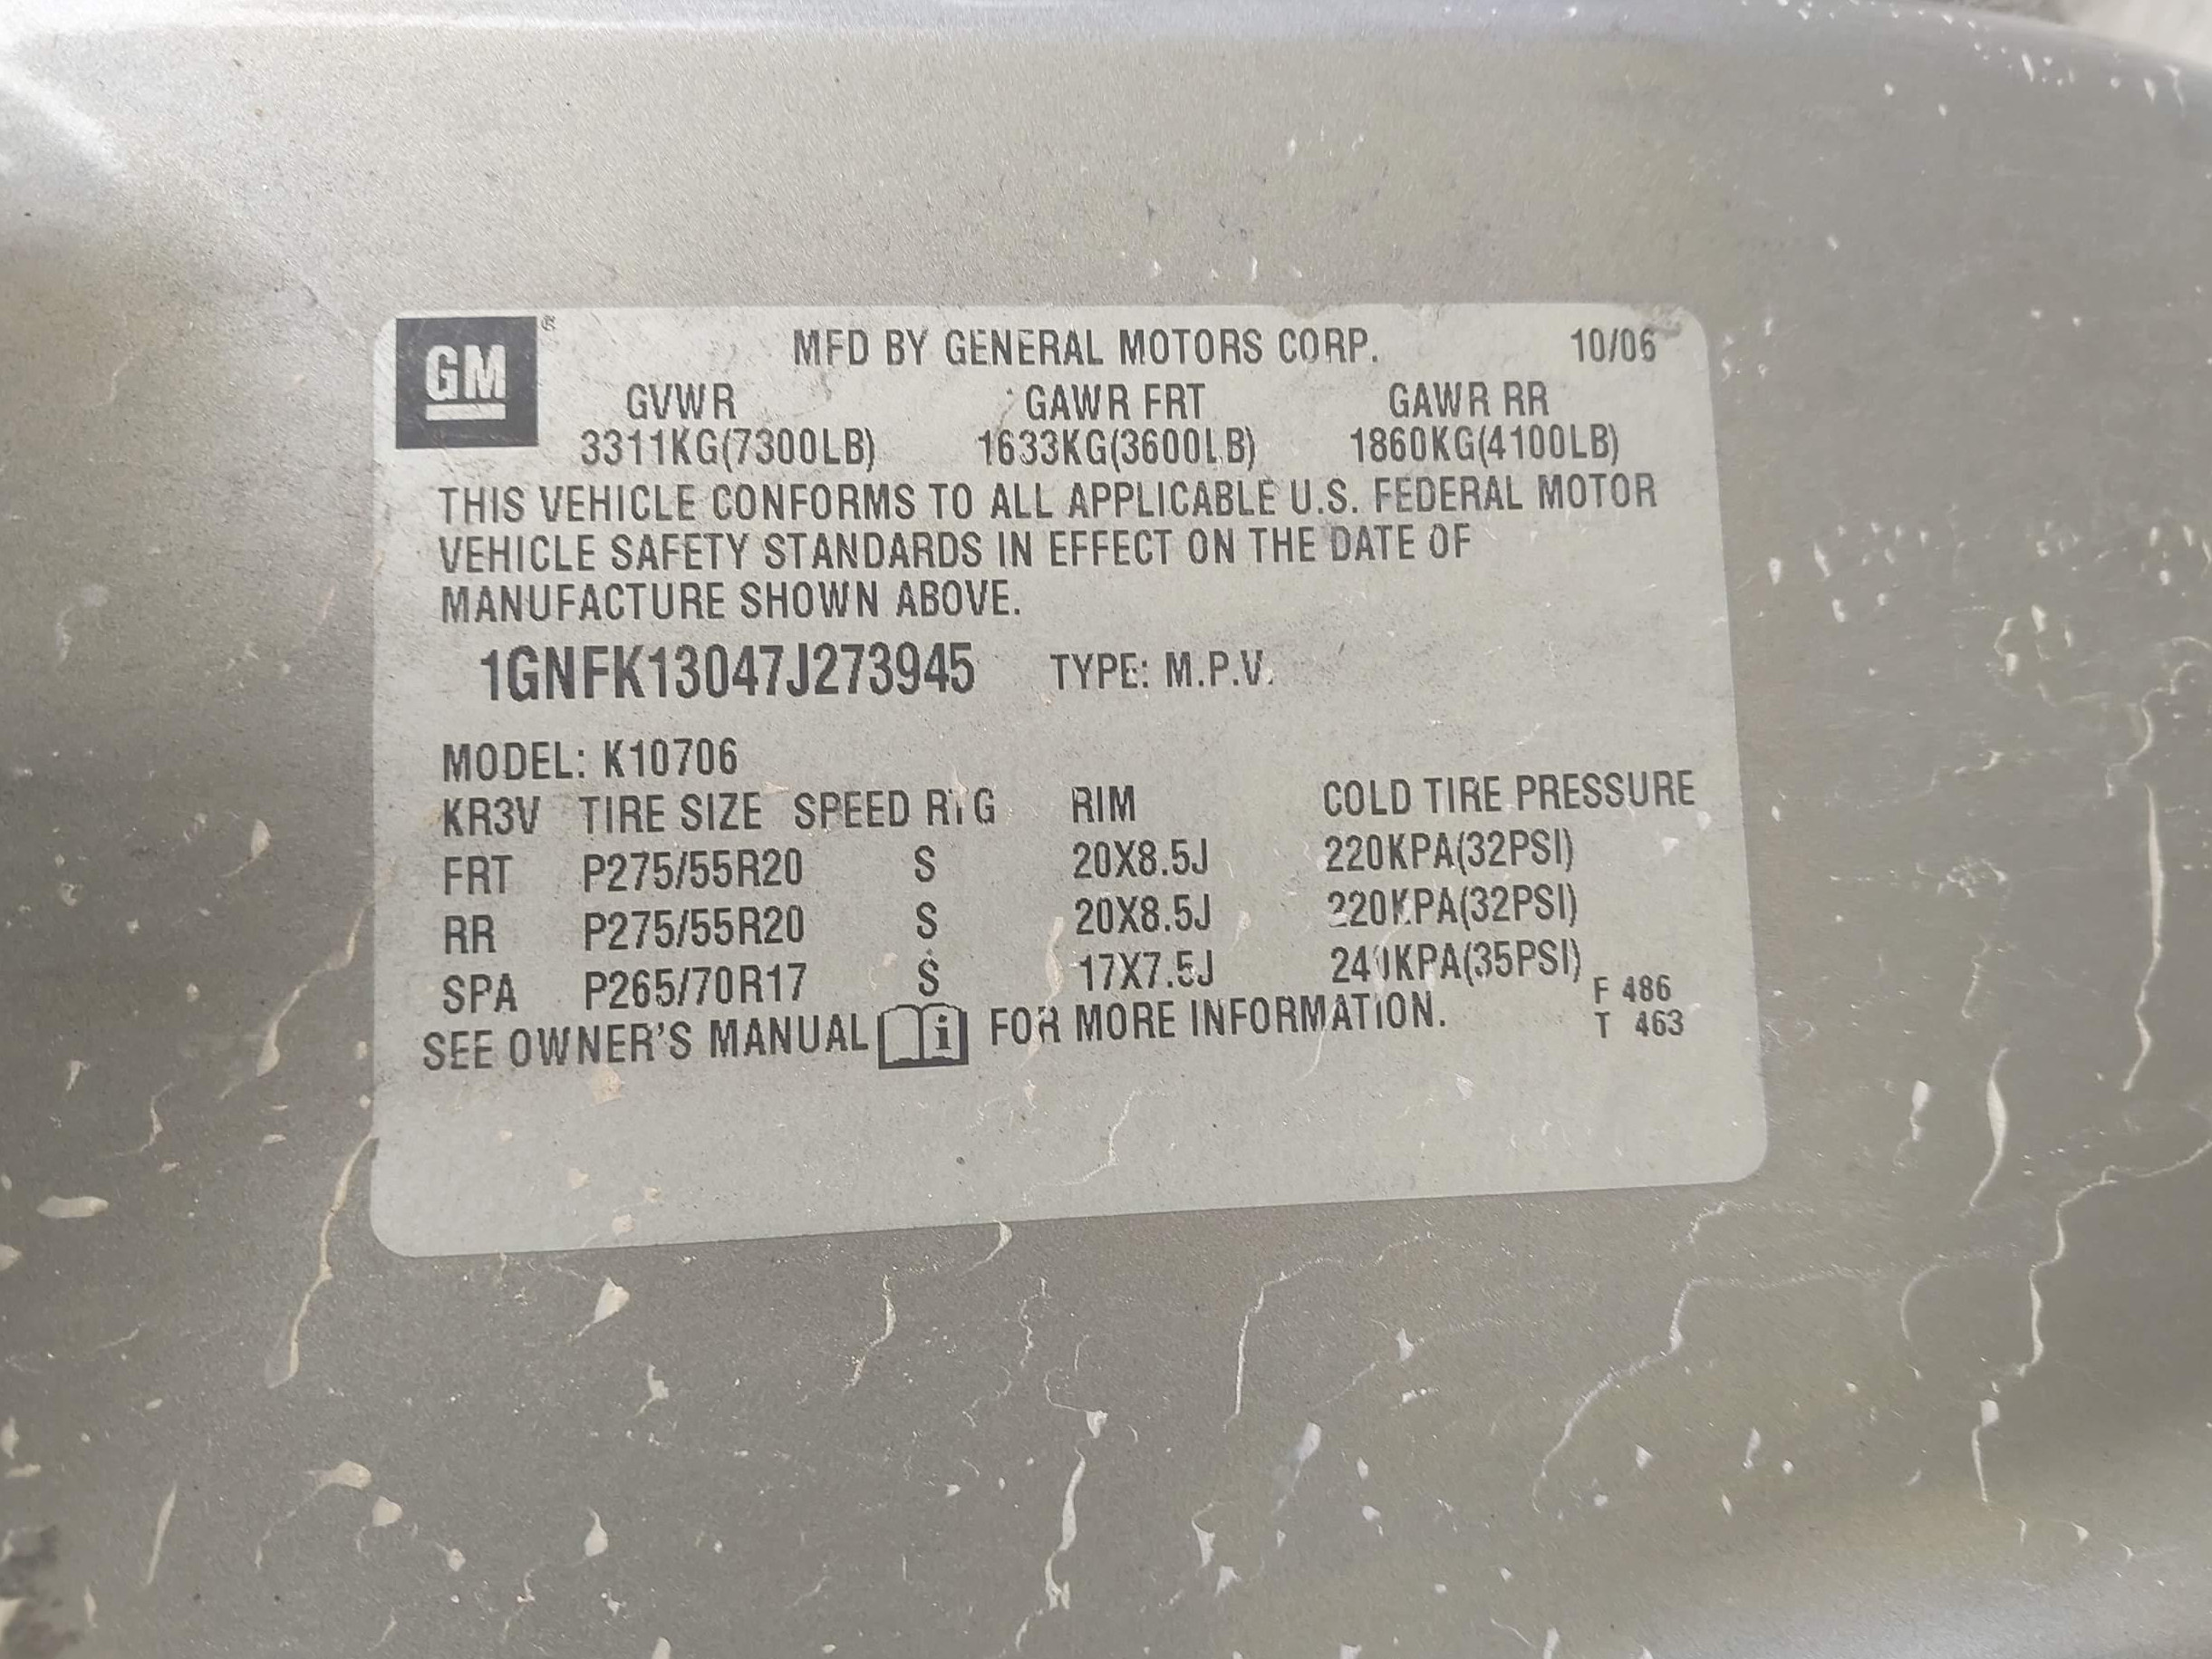 GM ®
MFD BY GENERAL MOTORS CORP. 10/06
GVWR GAWR FRT GAWR RR
3311KG(7300LB) 1633KG(3600LB) 1860KG(4100LB)
THIS VEHICLE CONFORMS TO ALL APPLICABLE U.S. FEDERAL MOTOR
VEHICLE SAFETY STANDARDS IN EFFECT ON THE DATE OF
MANUFACTURE SHOWN ABOVE.
1GNFK13047J273945 TYPE: M.P.V.
MODEL: K10706
KR3V TIRE SIZE SPEED RTG RIM COLD TIRE PRESSURE
FRT P275/55R20 S 20X8.5J 220KPA(32PSI)
RR P275/55R20 S 20X8.5J 220KPA(32PSI)
SPA P265/70R17 S 17X7.5J 240KPA(35PSI)
SEE OWNER'S MANUAL i FOR MORE INFORMATION.
F 486
T 463